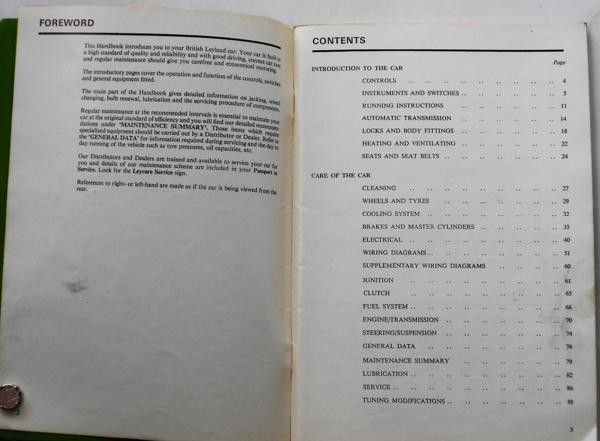 FOREWORD
This Handbook introduces you to your British Leyland car. Your car is built to
a high standard of quality and reliability and with good driving, correct car care
and regular maintenance should give you carefree and economical motoring.
The introductory pages cover the operation and function of the controls, switches
and general equipment fitted.
The main part of the Handbook gives detailed information on jacking, wheel
changing, bulb renewal, lubrication and the servicing procedure of components.
Regular maintenance at the recommended intervals is essential to maintain your
car at the original standard of efficiency and you will find our detailed recommen-
dations under 'MAINTENANCE SUMMARY'. Those items which require
specialized equipment should be carried out by a Distributor or Dealer. Refer to
the 'GENERAL DATA' for information required during servicing and the day to
day running of the vehicle such as tyre pressures, oil capacities, etc.
Our Distributors and Dealers are trained and available to service your car for
you and details of our maintenance scheme are included in your Passport to
Service. Look for the Leycare Service sign.
References to right- or left-hand are made as if the car is being viewed from the
rear.
CONTENTS
Page
INTRODUCTION TO THE CAR
CONTROLS .. .. .. .. .. .. .. 4
INSTRUMENTS AND SWITCHES .. .. .. .. .. 5
RUNNING INSTRUCTIONS .. .. .. .. .. 11
AUTOMATIC TRANSMISSION .. .. .. .. .. 14
LOCKS AND BODY FITTINGS .. .. .. .. .. 18
HEATING AND VENTILATING .. .. .. .. .. 22
SEATS AND SEAT BELTS .. .. .. .. .. 24
CARE OF THE CAR
CLEANING .. .. .. .. .. .. .. 27
WHEELS AND TYRES .. .. .. .. .. .. 29
COOLING SYSTEM .. .. .. .. .. .. 32
BRAKES AND MASTER CYLINDERS .. .. .. .. 35
ELECTRICAL .. .. .. .. .. .. .. 40
WIRING DIAGRAMS .. .. .. .. .. .. 51
SUPPLEMENTARY WIRING DIAGRAMS .. .. .. .. 60
IGNITION .. .. .. .. .. .. .. 61
CLUTCH .. .. .. .. .. .. .. 65
FUEL SYSTEM .. .. .. .. .. .. .. 66
ENGINE/TRANSMISSION .. .. .. .. .. 70
STEERING/SUSPENSION .. .. .. .. .. 74
GENERAL DATA .. .. .. .. .. .. 76
MAINTENANCE SUMMARY .. .. .. .. .. 79
LUBRICATION .. .. .. .. .. .. .. 82
SERVICE .. .. .. .. .. .. .. 86
TUNING MODIFICATIONS .. .. .. .. .. 88
3